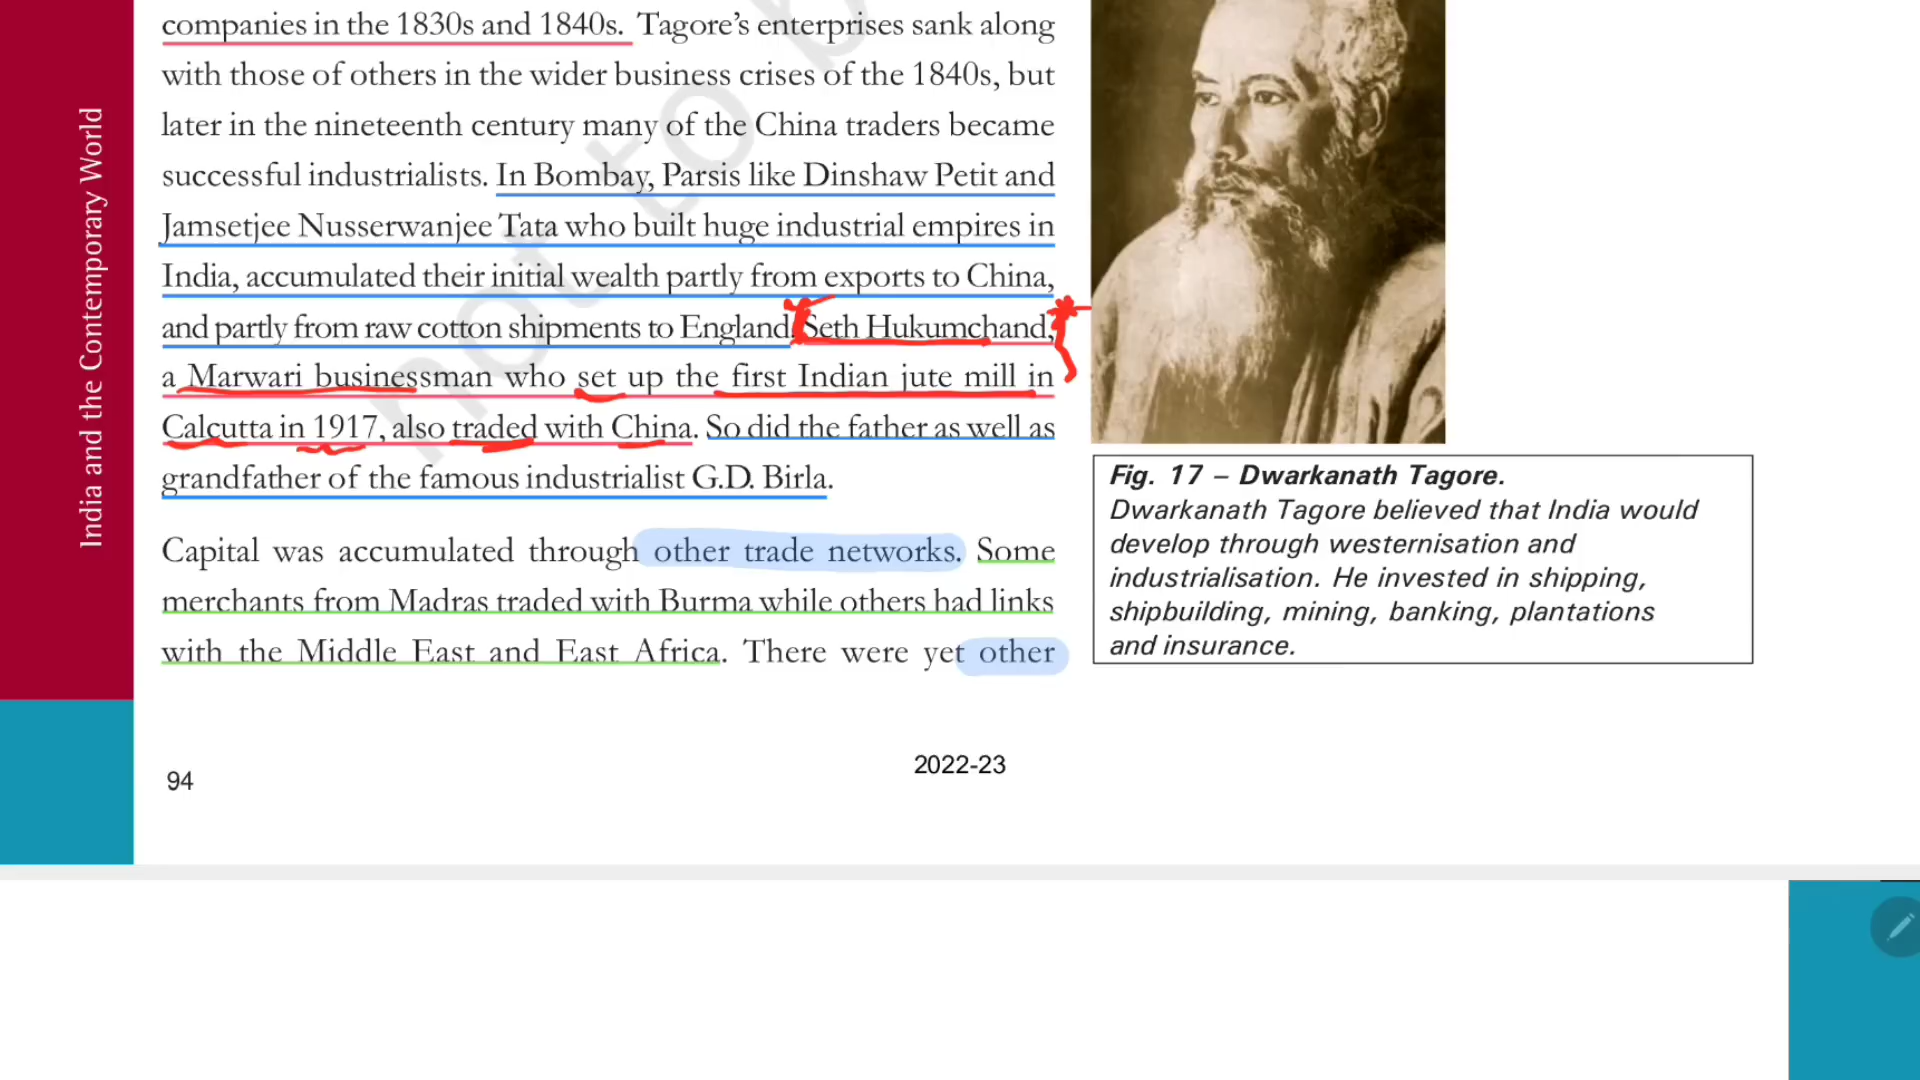 companies in the 1830s and 1840s. Tagore's enterprises sank along
with those of others in the wider business crises of the 1840s, but
later in the nineteenth century many of the China traders became
successful industrialists. In Bombay, Parsis like Dinshaw Petit and
Jamsetjee Nusserwanjee Tata who built huge industrial empires in
India, accumulated their initial wealth partly from exports to China,
and partly from raw cotton shipments to England. Seth Hukumchand,
a Marwari businessman who set up the first Indian jute mill in
Calcutta in 1917, also traded with China. So did the father as well as
grandfather of the famous industrialist G.D. Birla.
Capital was accumulated through other trade networks. Some
merchants from Madras traded with Burma while others had links
with the Middle East and East Africa. There were yet other
Fig. 17 – Dwarkanath Tagore.
Dwarkanath Tagore believed that India would
develop through westernisation and
industrialisation. He invested in shipping,
shipbuilding, mining, banking, plantations
and insurance.
India and the Contemporary World
not to b
94
2022-23